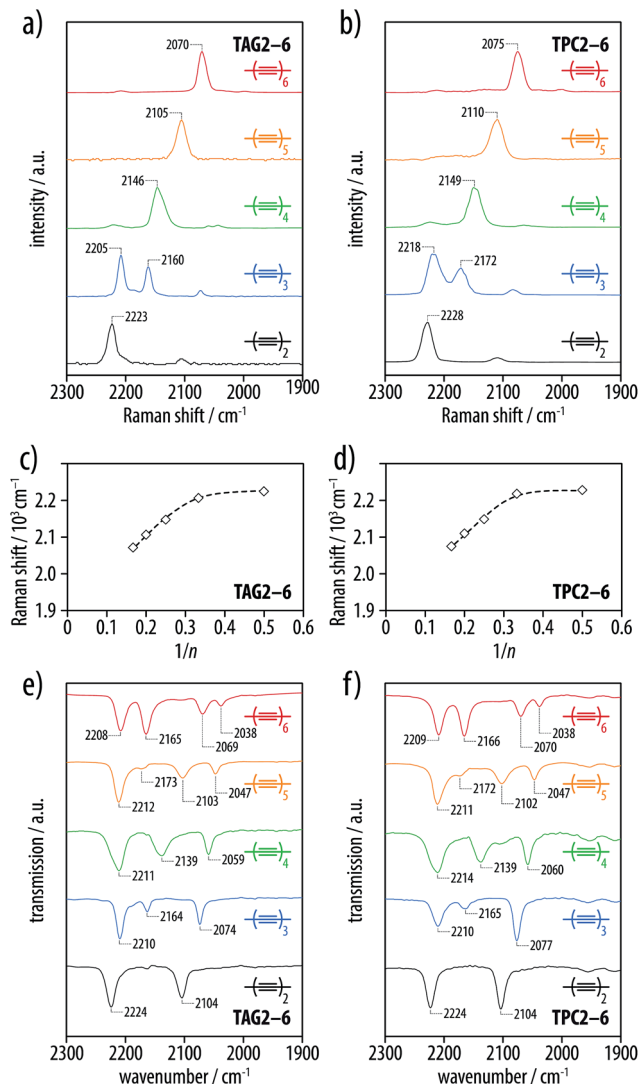 a)
TAG2–6
2070
6
2105
5
2146
4
2205
2160
3
2223
2
intensity / a.u.
2300 2200 2100 2000 1900
Raman shift / cm–1
b)
TPC2–6
2075
6
2110
5
2149
4
2218
2172
3
2228
2
intensity / a.u.
2300 2200 2100 2000 1900
Raman shift / cm–1
c)
2.3
2.2
2.1
2.0
1.9
Raman shift / 10³ cm–1
TAG2–6
0 0.1 0.2 0.3 0.4 0.5 0.6
1/n
d)
2.3
2.2
2.1
2.0
1.9
Raman shift / 10³ cm–1
TPC2–6
0 0.1 0.2 0.3 0.4 0.5 0.6
1/n
e)
2208 2165 2069 2038
6
2212 2173 2103 2047
5
2211 2139 2059
4
2210 2164 2074
3
2224 2104
2
TAG2–6
transmission / a.u.
2300 2200 2100 2000 1900
wavenumber / cm–1
f)
2209 2166 2070 2038
6
2211 2172 2102 2047
5
2214 2139 2060
4
2210 2165 2077
3
2224 2104
2
TPC2–6
transmission / a.u.
2300 2200 2100 2000 1900
wavenumber / cm–1